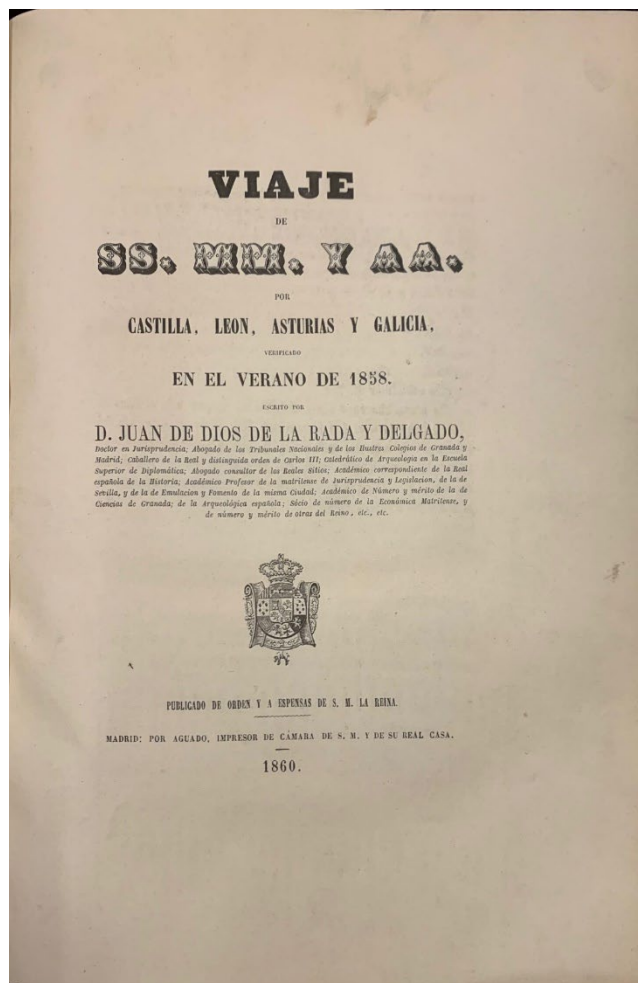 VIAJE
DE
SS. MM. Y AA.
POR
CASTILLA, LEON, ASTURIAS Y GALICIA,
VERIFICADO
EN EL VERANO DE 1858.
ESCRITO POR
D. JUAN DE DIOS DE LA RADA Y DELGADO,
Doctor en Jurisprudencia; Abogado de los Tribunales Nacionales y de los Ilustres Colegios de Granada y
Madrid; Caballero de la Real y distinguida orden de Carlos III; Catedrático de Arqueologia en la Escuela
Superior de Diplomática; Abogado consultor de los Reales Sitios; Académico correspondiente de la Real
española de la Historia; Académico Profesor de la matritense de Jurisprudencia y Legislacion, de la de
Sevilla, y de la de Emulacion y Fomento de la misma Ciudad; Académico de Número y mérito de la de
Ciencias de Granada; de la Arqueológica española; Sócio de número de la Económica Matritense, y
de número y mérito de otras del Reino, etc., etc.
PUBLICADO DE ORDEN Y A ESPENSAS DE S. M. LA REINA.
MADRID: POR AGUADO, IMPRESOR DE CÁMARA DE S. M. Y DE SU REAL CASA.
1860.